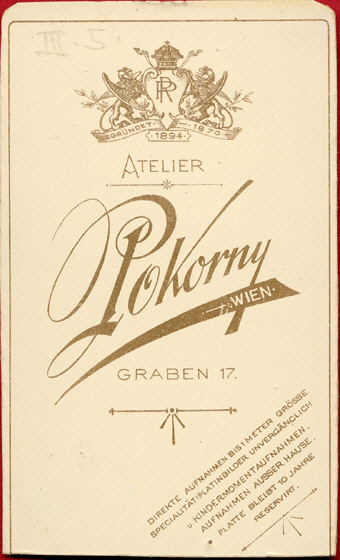 III. 5
PR
GEGRÜNDET 1870
1894
ATELIER
Pokorny
WIEN.
GRABEN 17.
DIREKTE AUFNAHMEN BIS 1 METER GRÖSSE
SPECIALITÄT: PLATINBILDER UNVERGÄNGLICH
u. KINDERMOMENTAUFNAHMEN.
AUFNAHMEN AUSSER HAUSE.
PLATTE BLEIBT 10 JAHRE
RESERVIRT.